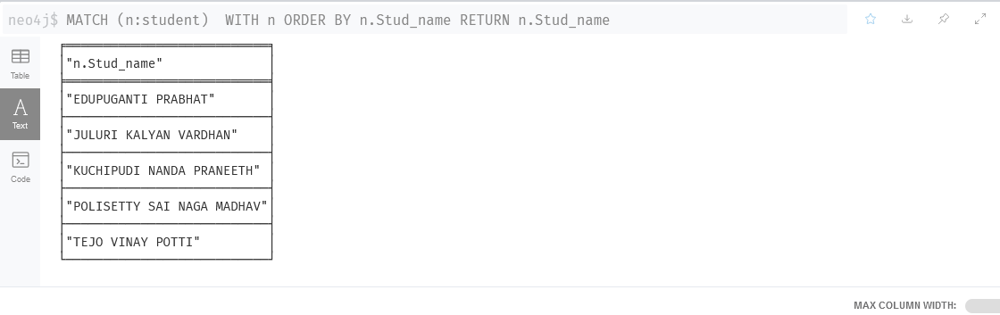 neo4j$ MATCH (n:student)  WITH n ORDER BY n.Stud_name RETURN n.Stud_name
Table
Text
Code
"n.Stud_name"
"EDUPUGANTI PRABHAT"
"JULURI KALYAN VARDHAN"
"KUCHIPUDI NANDA PRANEETH"
"POLISETTY SAI NAGA MADHAV"
"TEJO VINAY POTTI"
MAX COLUMN WIDTH: